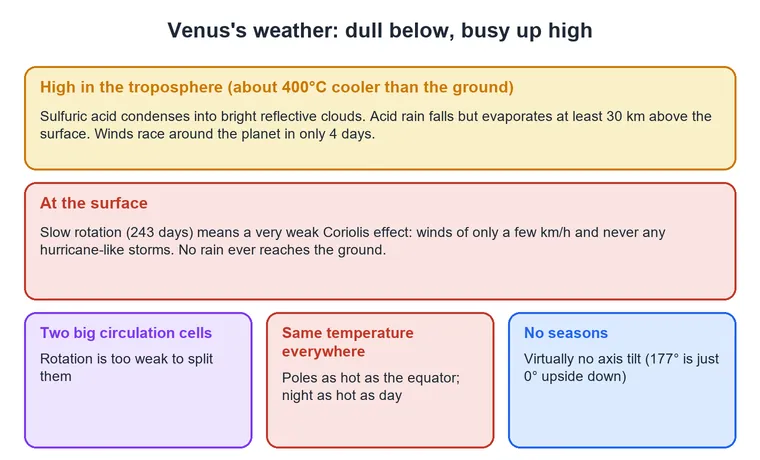 Venus's weather: dull below, busy up high
High in the troposphere (about 400°C cooler than the ground)
Sulfuric acid condenses into bright reflective clouds. Acid rain falls but evaporates at least 30 km above the
surface. Winds race around the planet in only 4 days.
At the surface
Slow rotation (243 days) means a very weak Coriolis effect: winds of only a few km/h and never any
hurricane-like storms. No rain ever reaches the ground.
Two big circulation cells
Rotation is too weak to split
them
Same temperature
everywhere
Poles as hot as the equator;
night as hot as day
No seasons
Virtually no axis tilt (177° is just
0° upside down)